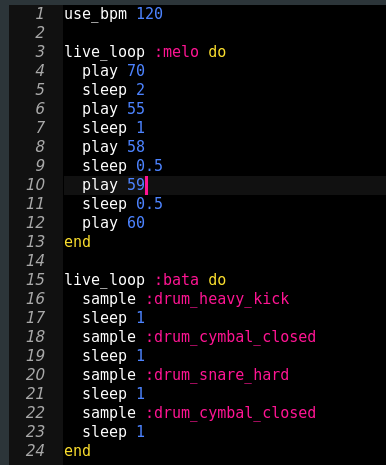 1 use_bpm 120
2
3 live_loop :melo do
4 play 70
5 sleep 2
6 play 55
7 sleep 1
8 play 58
9 sleep 0.5
10 play 59
11 sleep 0.5
12 play 60
13 end
14
15 live_loop :bata do
16 sample :drum_heavy_kick
17 sleep 1
18 sample :drum_cymbal_closed
19 sleep 1
20 sample :drum_snare_hard
21 sleep 1
22 sample :drum_cymbal_closed
23 sleep 1
24 end